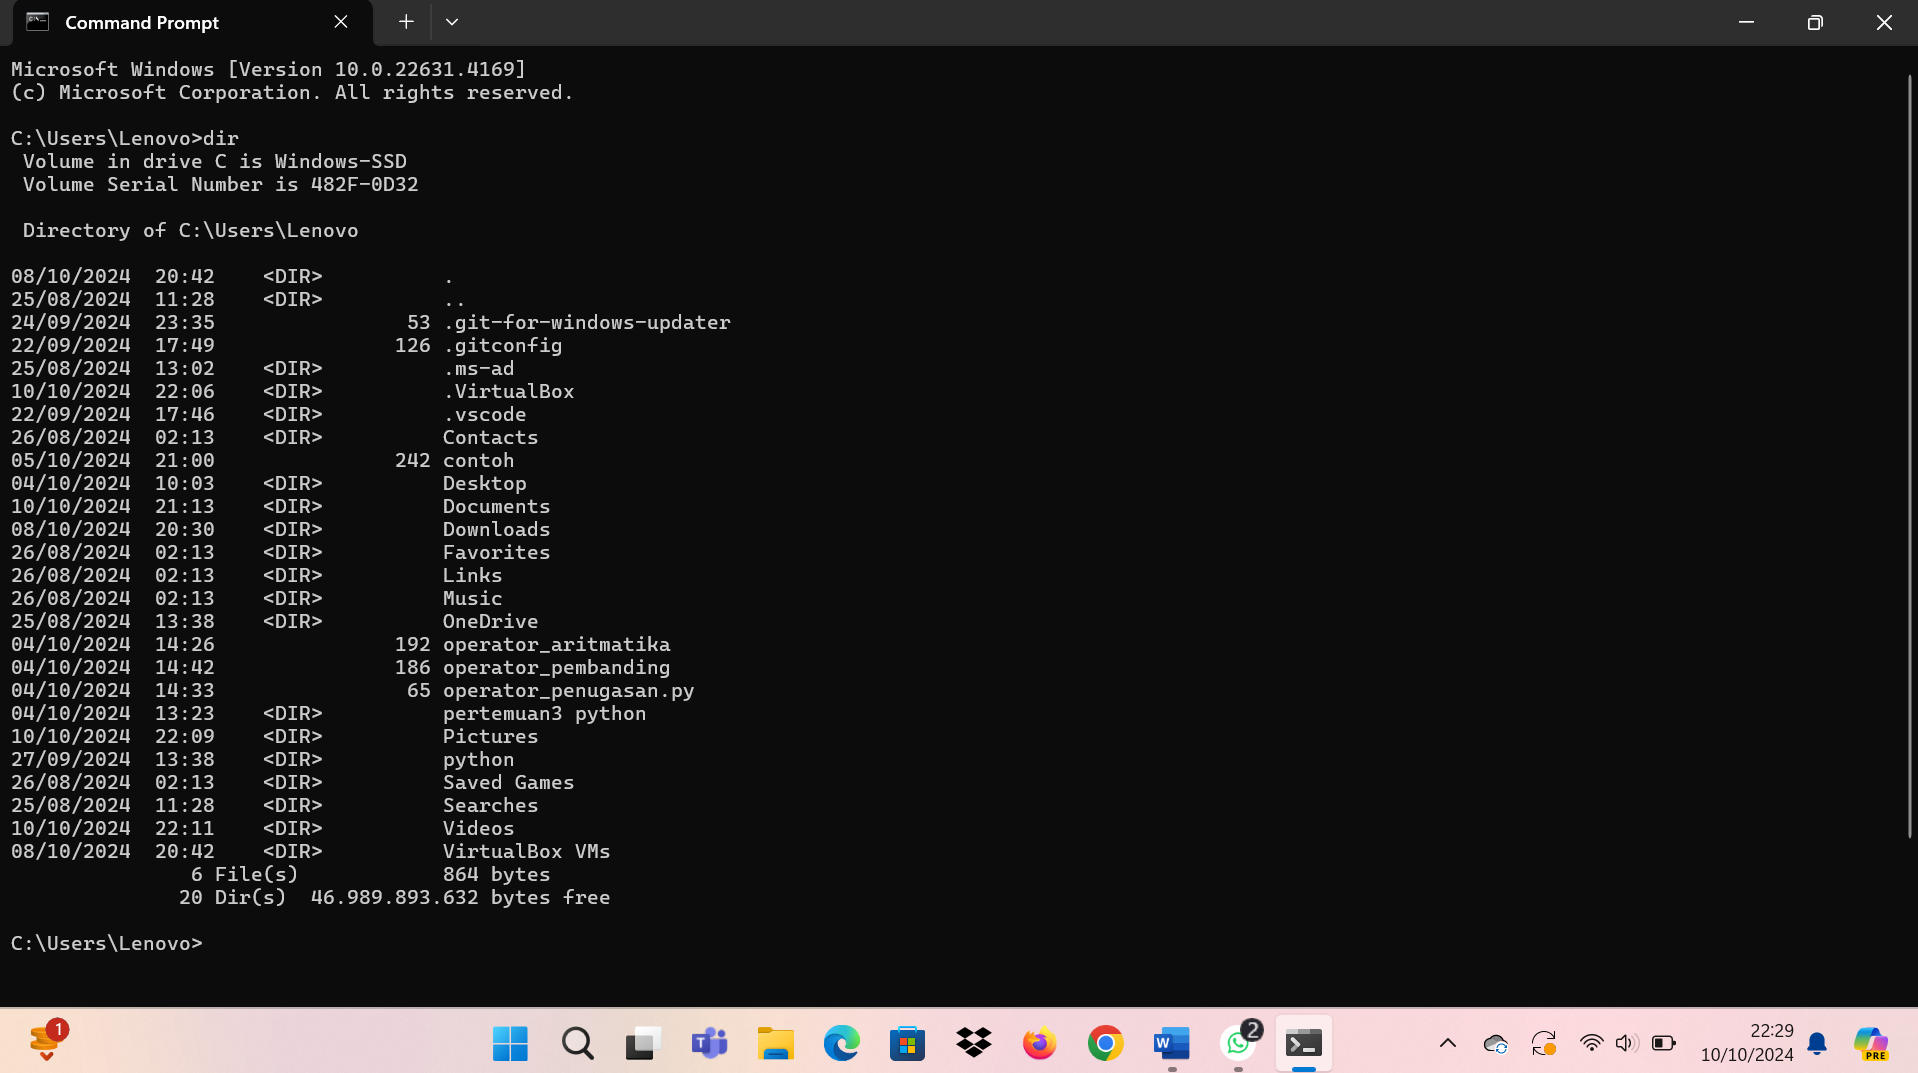 Command Prompt
Microsoft Windows [Version 10.0.22631.4169]
(c) Microsoft Corporation. All rights reserved.
C:\Users\Lenovo>dir
Volume in drive C is Windows-SSD
Volume Serial Number is 482F-0D32
Directory of C:\Users\Lenovo
08/10/2024  20:42    <DIR>          .
25/08/2024  11:28    <DIR>          ..
24/09/2024  23:35                53 .git-for-windows-updater
22/09/2024  17:49               126 .gitconfig
25/08/2024  13:02    <DIR>          .ms-ad
10/10/2024  22:06    <DIR>          .VirtualBox
22/09/2024  17:46    <DIR>          .vscode
26/08/2024  02:13    <DIR>          Contacts
05/10/2024  21:00               242 contoh
04/10/2024  10:03    <DIR>          Desktop
10/10/2024  21:13    <DIR>          Documents
08/10/2024  20:30    <DIR>          Downloads
26/08/2024  02:13    <DIR>          Favorites
26/08/2024  02:13    <DIR>          Links
26/08/2024  02:13    <DIR>          Music
25/08/2024  13:38    <DIR>          OneDrive
04/10/2024  14:26               192 operator_aritmatika
04/10/2024  14:42               186 operator_pembanding
04/10/2024  14:33                65 operator_penugasan.py
04/10/2024  13:23    <DIR>          pertemuan3 python
10/10/2024  22:09    <DIR>          Pictures
27/09/2024  13:38    <DIR>          python
26/08/2024  02:13    <DIR>          Saved Games
25/08/2024  11:28    <DIR>          Searches
10/10/2024  22:11    <DIR>          Videos
08/10/2024  20:42    <DIR>          VirtualBox VMs
6 File(s)            864 bytes
20 Dir(s)  46.989.893.632 bytes free
C:\Users\Lenovo>
1
T
W
2
22:29
10/10/2024
PRE